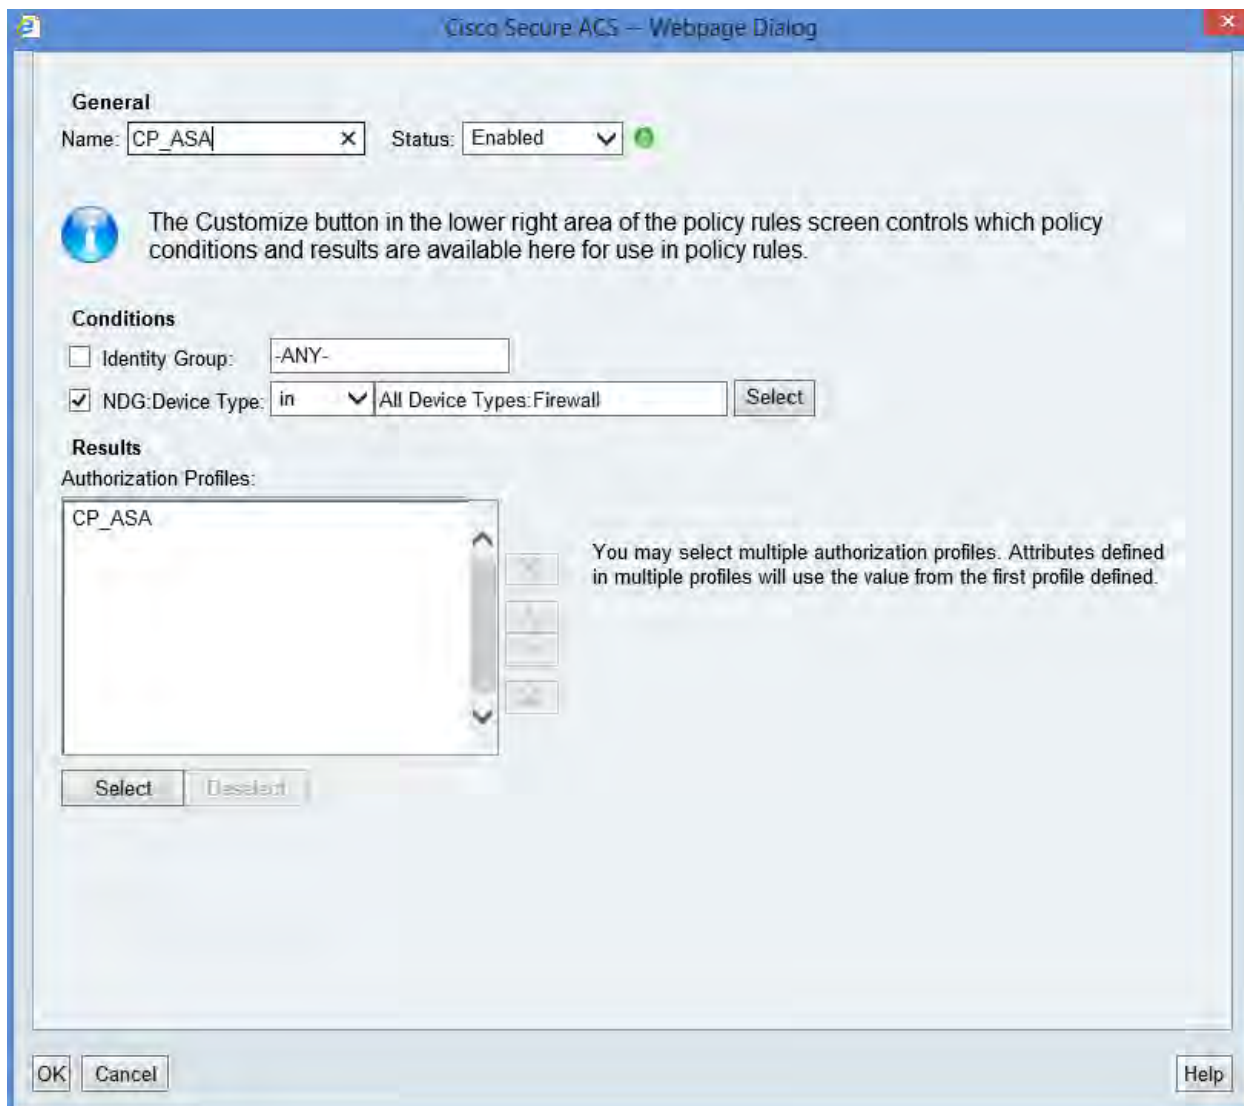 Cisco Secure ACS -- Webpage Dialog
General
Name: CP_ASA Status: Enabled
The Customize button in the lower right area of the policy rules screen controls which policy
conditions and results are available here for use in policy rules.
Conditions
Identity Group: -ANY-
NDG:Device Type: in All Device Types:Firewall Select
Results
Authorization Profiles:
CP_ASA
You may select multiple authorization profiles. Attributes defined
in multiple profiles will use the value from the first profile defined.
Select Deselect
OK Cancel Help